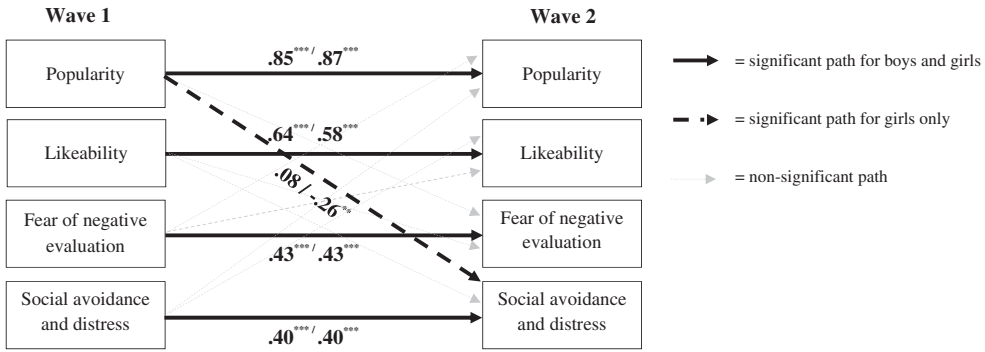 Wave 1
Wave 2
.85*** / .87***
Popularity
Popularity
= significant path for boys and girls
.64*** / .58***
= significant path for girls only
Likeability
Likeability
.08 / -.26**
= non-significant path
Fear of negative
evaluation
Fear of negative
evaluation
.43*** / .43***
Social avoidance
and distress
Social avoidance
and distress
.40*** / .40***